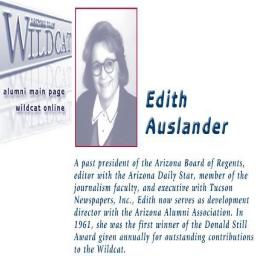 WILDCAT
alumni main page
wildcat online
Edith
Auslander
A past president of the Arizona Board of Regents,
editor with the Arizona Daily Star, member of the
journalism faculty, and executive with Tucson
Newspapers, Inc., Edith now serves as development
director with the Arizona Alumni Association. In
1961, she was the first winner of the Donald Still
Award given annually for outstanding contributions
to the Wildcat.